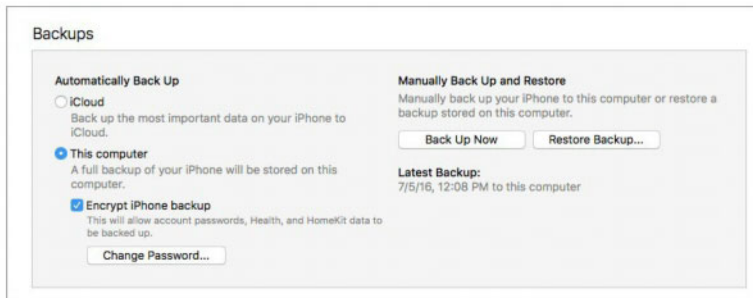 Backups
Automatically Back Up
iCloud
Back up the most important data on your iPhone to
iCloud.
This computer
A full backup of your iPhone will be stored on this
computer.
Encrypt iPhone backup
This will allow account passwords, Health, and HomeKit data to
be backed up.
Change Password...
Manually Back Up and Restore
Manually back up your iPhone to this computer or restore a
backup stored on this computer.
Back Up Now
Restore Backup...
Latest Backup:
7/5/16, 12:08 PM to this computer